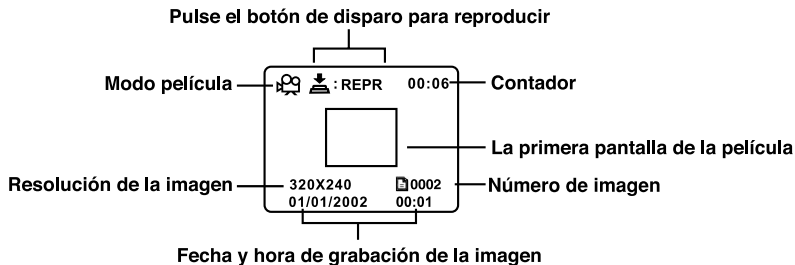 Pulse el botón de disparo para reproducir
Modo película
: REPR
00:06
Contador
La primera pantalla de la película
Resolución de la imagen
320X240
0002
Número de imagen
01/01/2002
00:01
Fecha y hora de grabación de la imagen